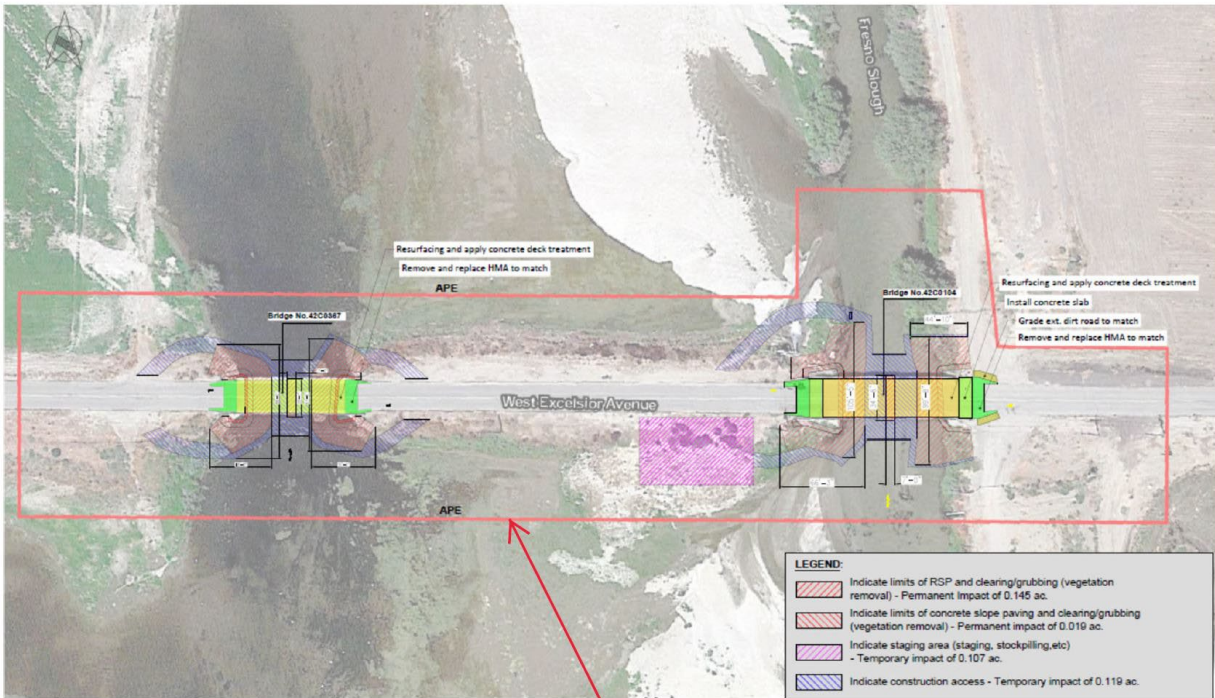 Fresno Slough
Resurfacing and apply concrete deck treatment
Remove and replace HMA to match
APE
Bridge No.42C0367
Bridge No.42C0104
Resurfacing and apply concrete deck treatment
Install concrete slab
Grade ext. dirt road to match
Remove and replace HMA to match
West Excelsior Avenue
APE
LEGEND:
Indicate limits of RSP and clearing/grubbing (vegetation
removal) - Permanent Impact of 0.145 ac.
Indicate limits of concrete slope paving and clearing/grubbing
(vegetation removal) - Permanent impact of 0.019 ac.
Indicate staging area (staging, stockpilling,etc)
- Temporary impact of 0.107 ac.
Indicate construction access - Temporary impact of 0.119 ac.